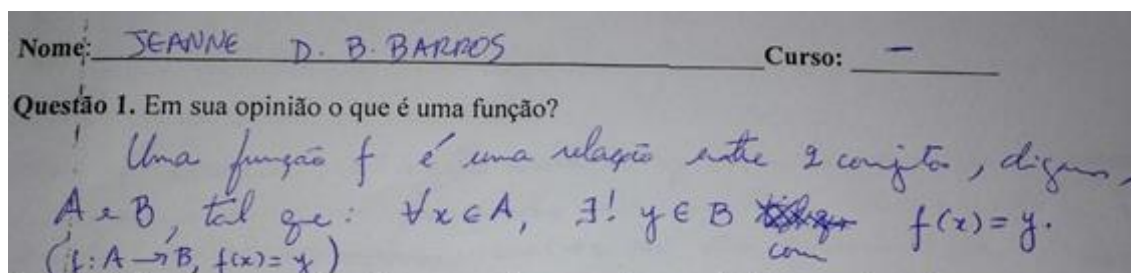 Nome: JEANNE D. B. BARROS Curso: –
Questão 1. Em sua opinião o que é uma função?
Uma função f é uma relação entre 2 conjutos, digamos,
A e B, tal que: ∀x ∈ A, ∃! y ∈ B com f(x) = y.
(f: A → B, f(x) = y)